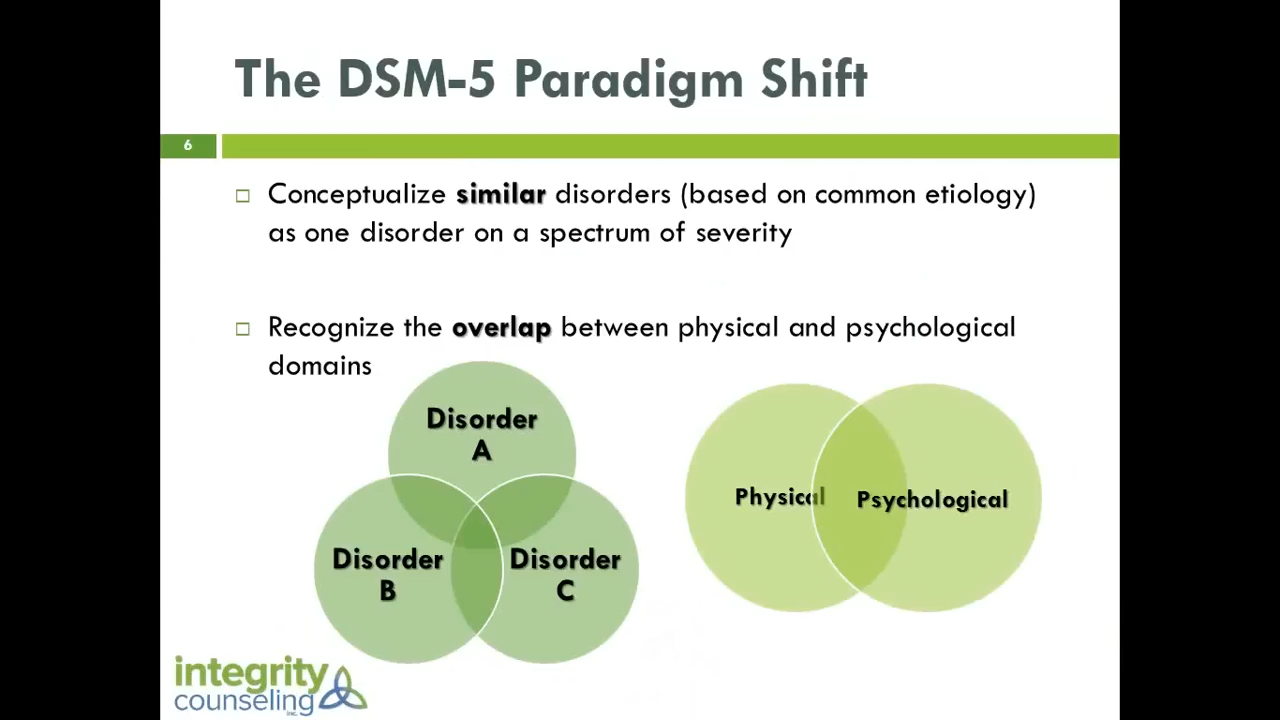 The DSM-5 Paradigm Shift
6
Conceptualize similar disorders (based on common etiology)
as one disorder on a spectrum of severity
Recognize the overlap between physical and psychological
domains
Disorder
A
Disorder
B
Disorder
C
Physical
Psychological
integrity
counseling
inc.